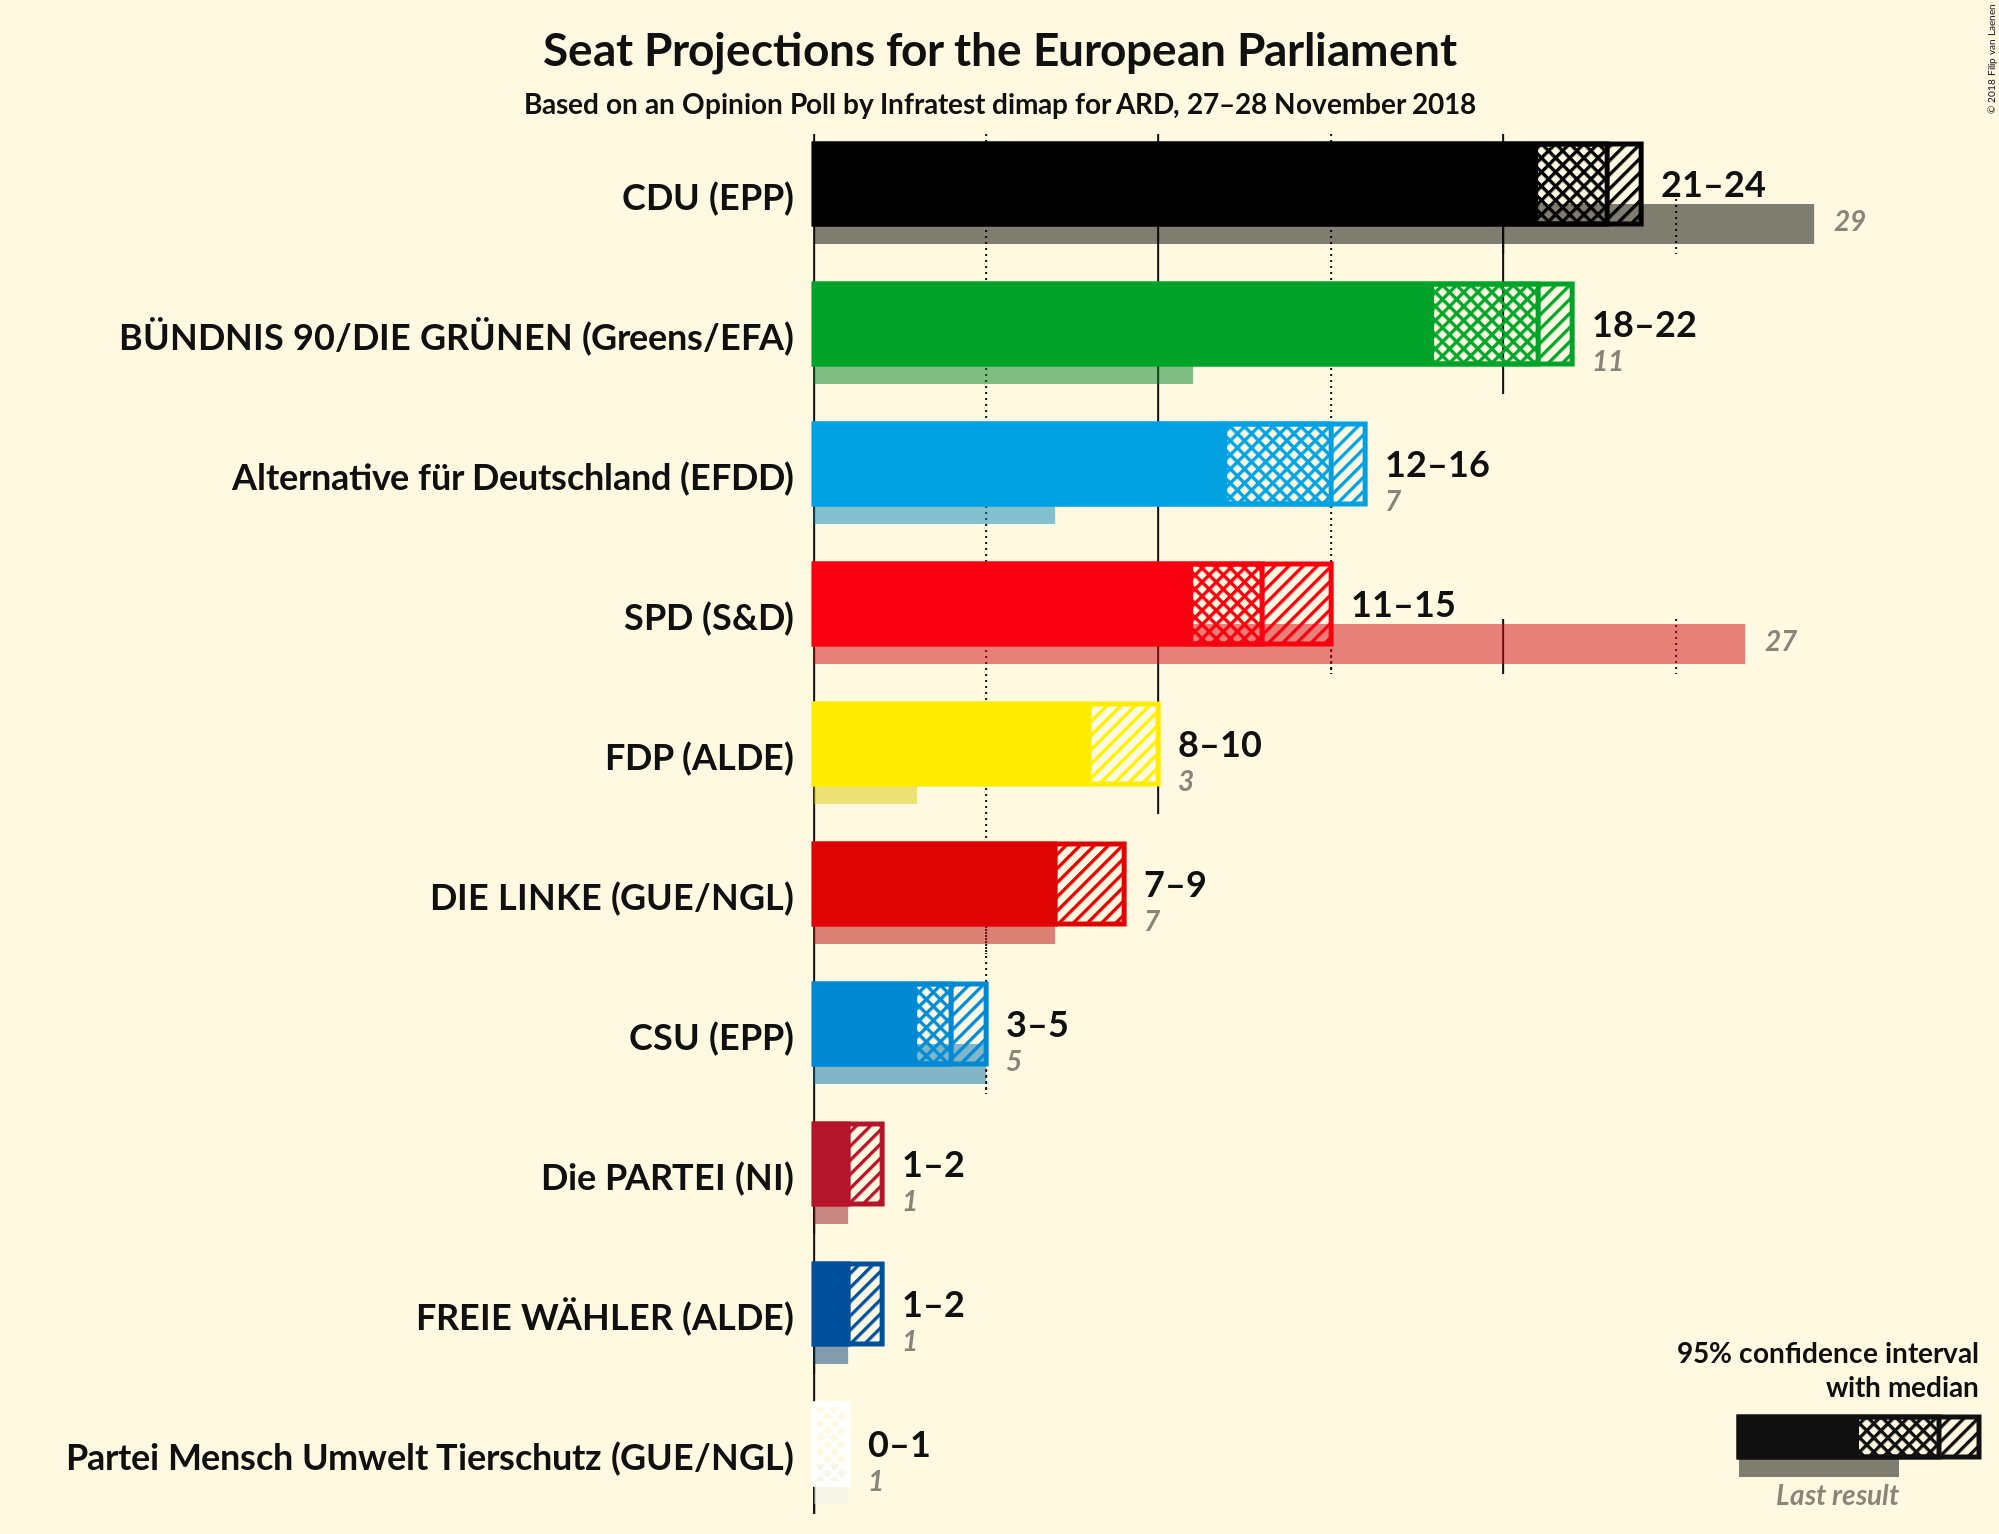 Seat Projections for the European Parliament
Based on an Opinion Poll by Infratest dimap for ARD, 27–28 November 2018
© 2018 Filip van Laenen
CDU (EPP)
21–24
29
BÜNDNIS 90/DIE GRÜNEN (Greens/EFA)
18–22
11
Alternative für Deutschland (EFDD)
12–16
7
SPD (S&D)
11–15
27
FDP (ALDE)
8–10
3
DIE LINKE (GUE/NGL)
7–9
7
CSU (EPP)
3–5
5
Die PARTEI (NI)
1–2
1
FREIE WÄHLER (ALDE)
1–2
1
Partei Mensch Umwelt Tierschutz (GUE/NGL)
0–1
1
95% confidence interval
with median
Last result